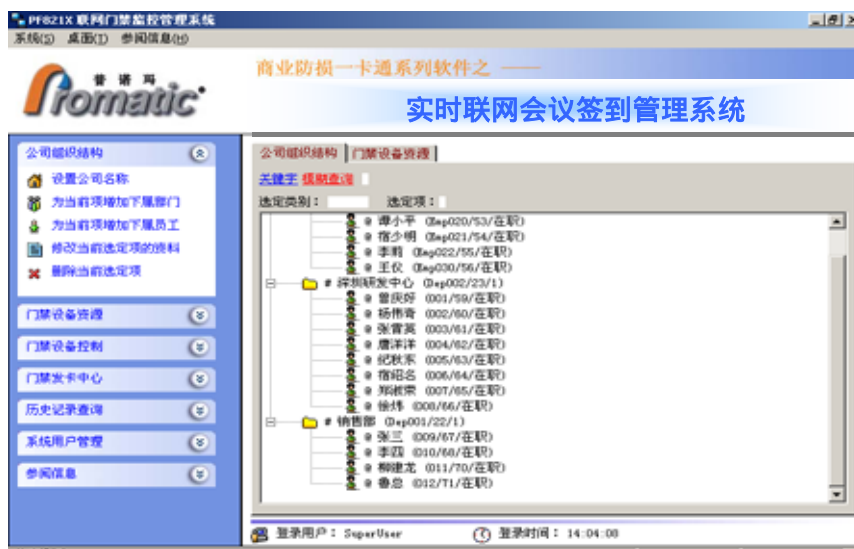 PF821X 联网门禁监控管理系统
系统(S) 桌面(T) 参阅信息(H)
商业防损一卡通系列软件之 ——
普诺玛
Promatic
实时联网会议签到管理系统
公司组织结构
设置公司名称
为当前项增加下属部门
为当前项增加下属员工
修改当前选定项的资料
删除当前选定项
门禁设备资理
门禁设备控制
门禁发卡中心
历史记录查询
系统用户管理
参阅信息
公司组织结构 门禁设备资理
关键字 模糊查询
选定类别: 选定项:
@ 谭小平 (Emp020/53/在职)
@ 宿少明 (Emp021/54/在职)
@ 李莉 (Emp022/55/在职)
@ 王仪 (Emp030/56/在职)
# 深圳研发中心 (Dep002/23/1)
@ 曾庆好 (001/59/在职)
@ 杨伟奇 (002/60/在职)
@ 张雷英 (003/61/在职)
@ 唐洋洋 (004/62/在职)
@ 纪秋东 (005/63/在职)
@ 宿绍名 (006/64/在职)
@ 郑淑荣 (007/65/在职)
@ 徐炜 (008/66/在职)
# 销售部 (Dep001/22/1)
@ 张三 (009/67/在职)
@ 李四 (010/68/在职)
@ 柳建龙 (011/70/在职)
@ 鲁总 (012/71/在职)
登录用户: SuperUser 登录时间: 14:04:08